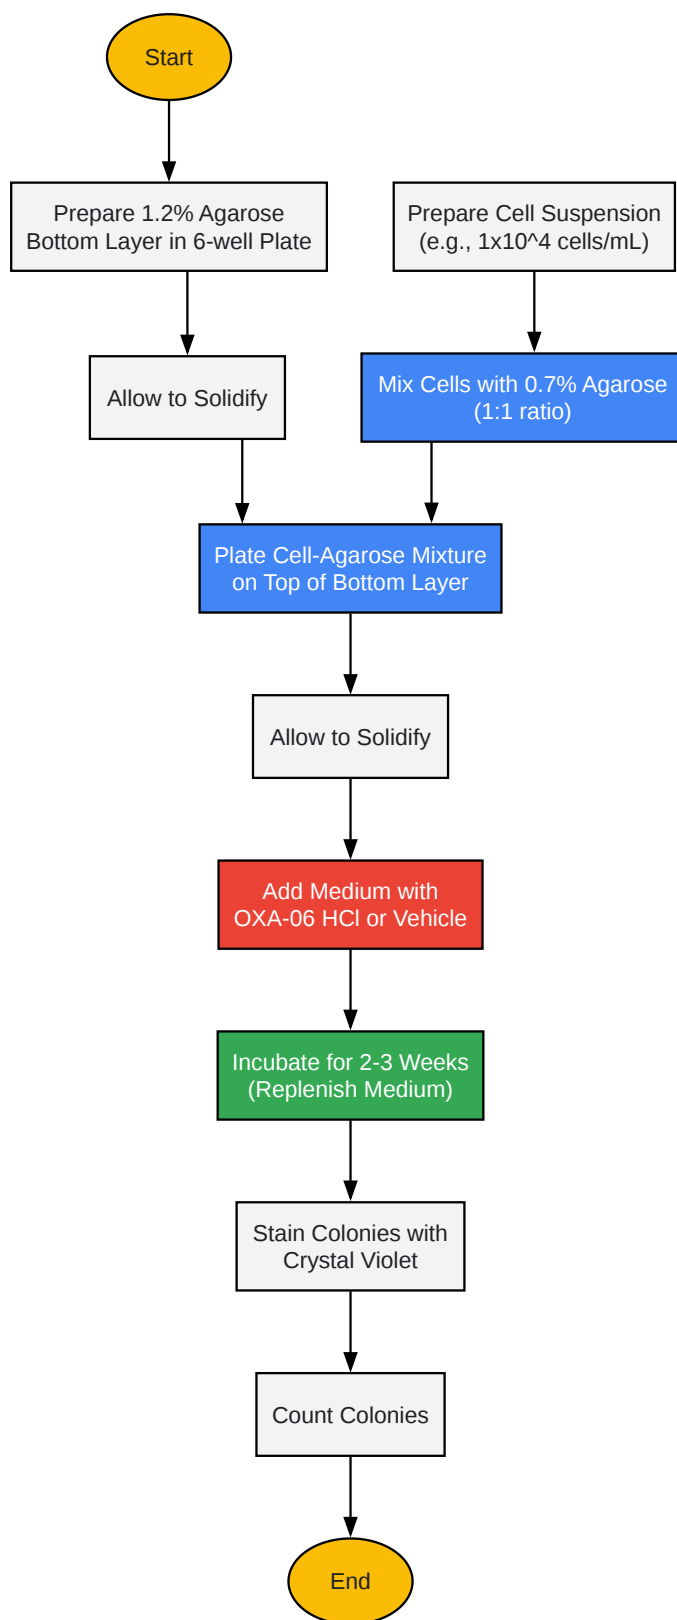 Start
Prepare 1.2% Agarose
Bottom Layer in 6-well Plate
Prepare Cell Suspension
(e.g., 1x10^4 cells/mL)
Allow to Solidify
Mix Cells with 0.7% Agarose
(1:1 ratio)
Plate Cell-Agarose Mixture
on Top of Bottom Layer
Allow to Solidify
Add Medium with
OXA-06 HCl or Vehicle
Incubate for 2-3 Weeks
(Replenish Medium)
Stain Colonies with
Crystal Violet
Count Colonies
End